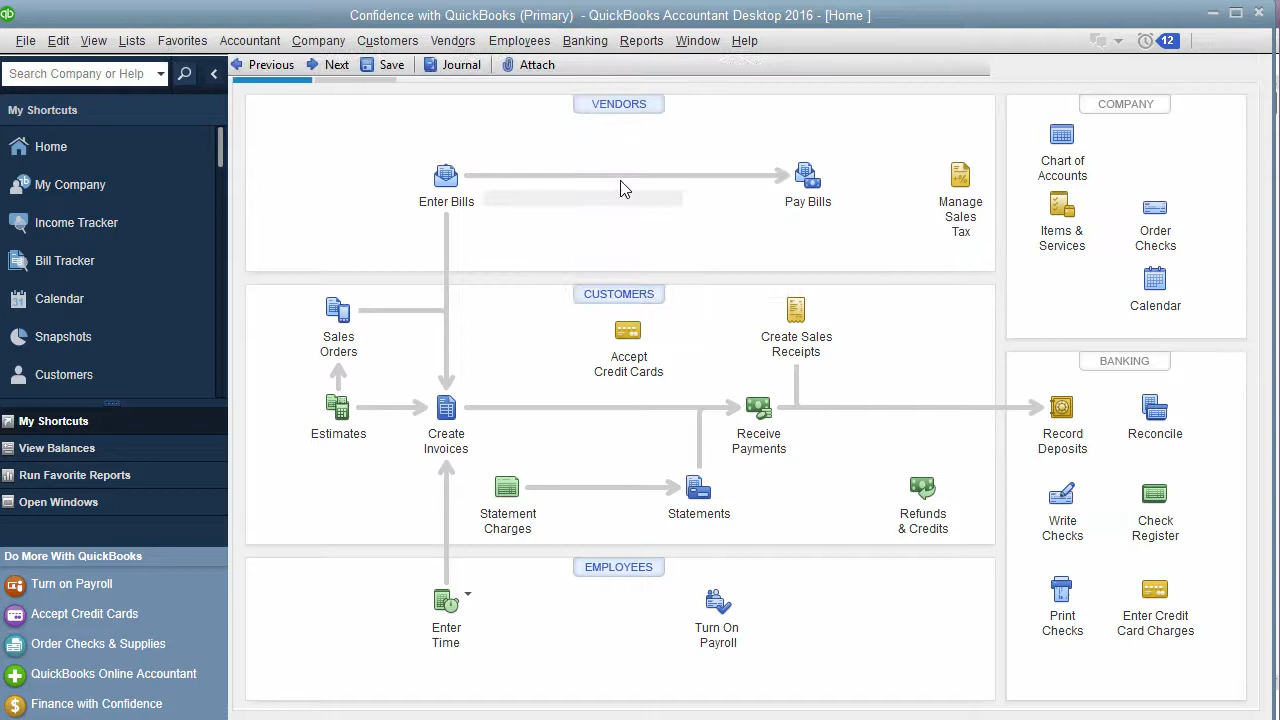 Confidence with QuickBooks (Primary) - QuickBooks Accountant Desktop 2016 - [Home ]
File Edit View Lists Favorites Accountant Company Customers Vendors Employees Banking Reports Window Help
12
Search Company or Help
Previous Next Save Journal Attach
My Shortcuts
Home
My Company
Income Tracker
Bill Tracker
Calendar
Snapshots
Customers
My Shortcuts
View Balances
Run Favorite Reports
Open Windows
Do More With QuickBooks
Turn on Payroll
Accept Credit Cards
Order Checks & Supplies
QuickBooks Online Accountant
Finance with Confidence
VENDORS
Enter Bills
Pay Bills
Manage
Sales
Tax
CUSTOMERS
Sales
Orders
Accept
Credit Cards
Create Sales
Receipts
Estimates
Create
Invoices
Receive
Payments
Statement
Charges
Statements
Refunds
& Credits
EMPLOYEES
Enter
Time
Turn On
Payroll
COMPANY
Chart of
Accounts
Items &
Services
Order
Checks
Calendar
BANKING
Record
Deposits
Reconcile
Write
Checks
Check
Register
Print
Checks
Enter Credit
Card Charges